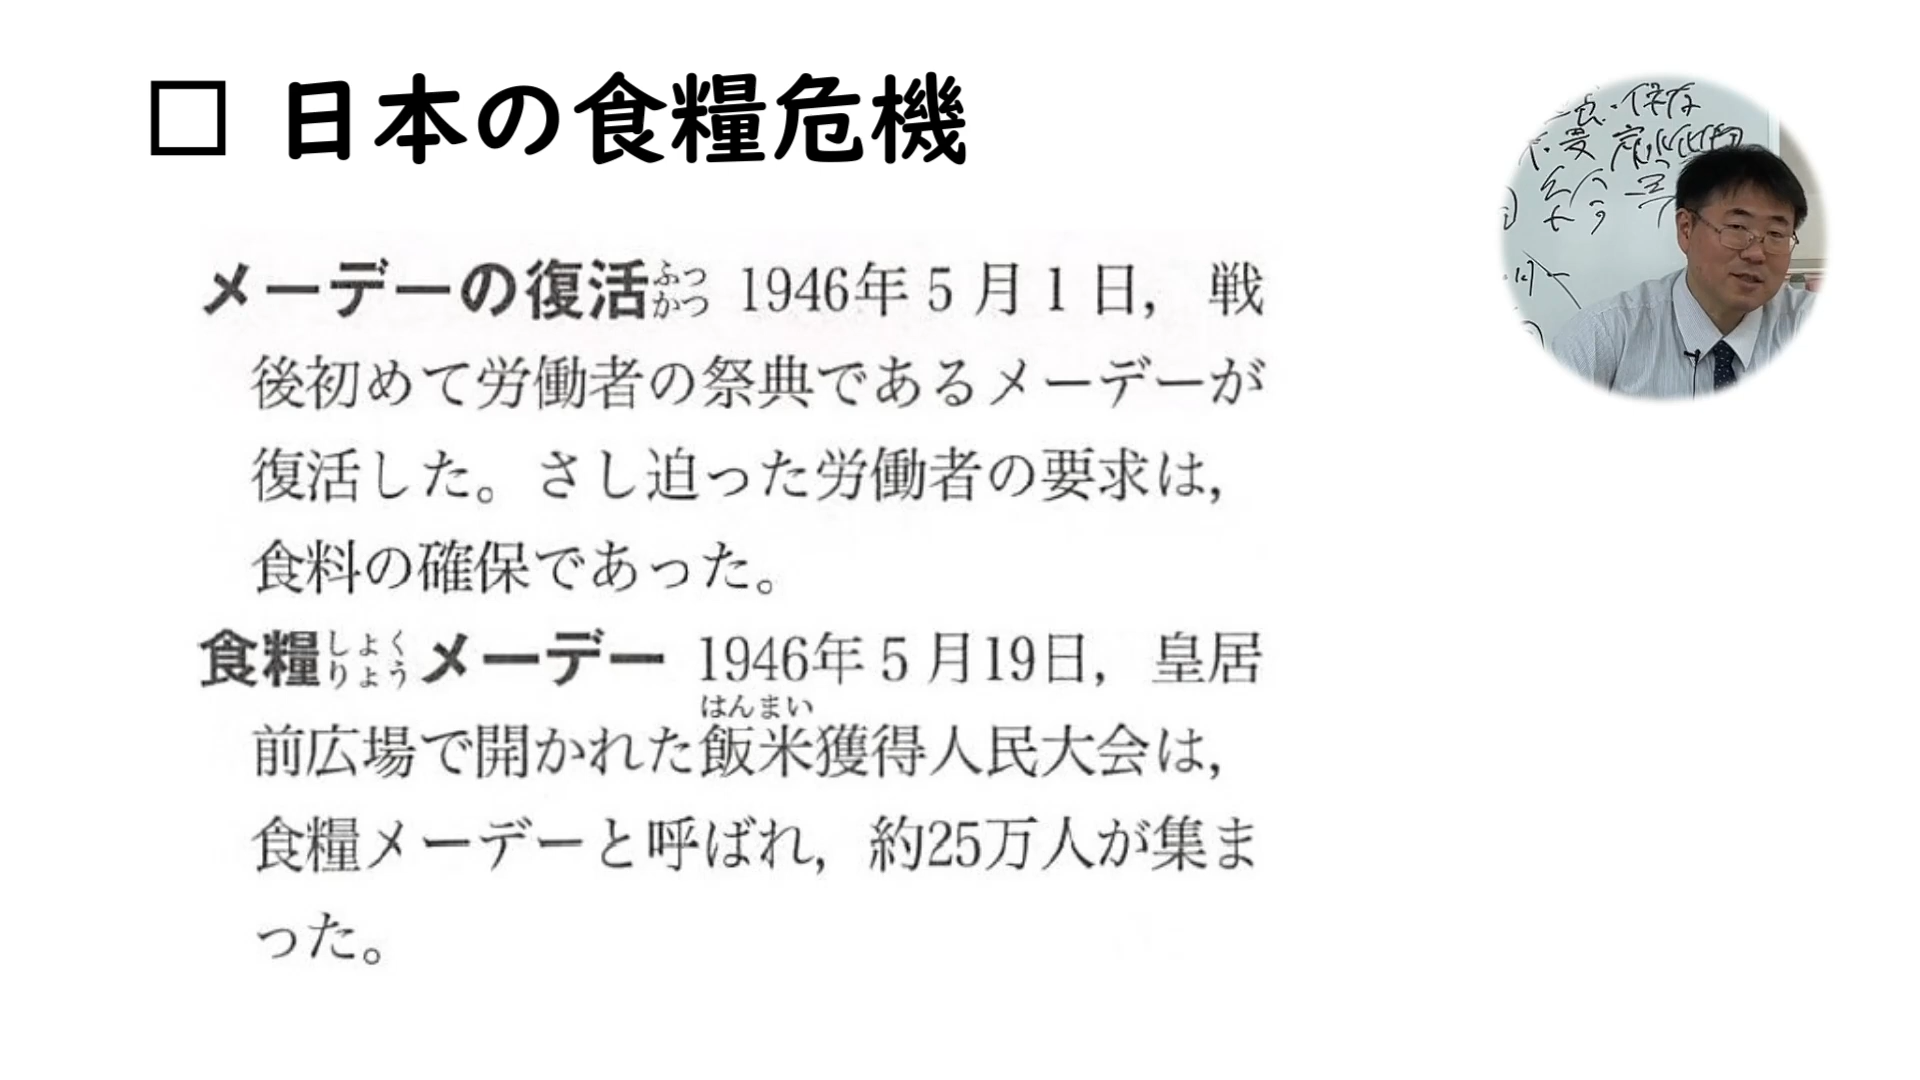 □ 日本の食糧危機
メーデーの復活ふっかつ 1946年5月1日，戦
後初めて労働者の祭典であるメーデーが
復活した。さし迫った労働者の要求は，
食料の確保であった。
食糧しょくりょうメーデー 1946年5月19日，皇居
はんまい
前広場で開かれた飯米獲得人民大会は，
食糧メーデーと呼ばれ，約25万人が集ま
った。
・保存